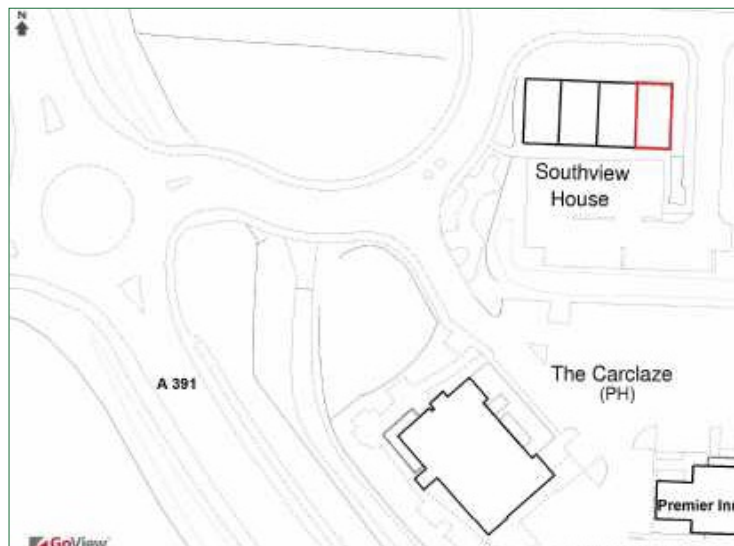 N
Southview
House
A 391
The Carclaze
(PH)
Premier Inn
GoView